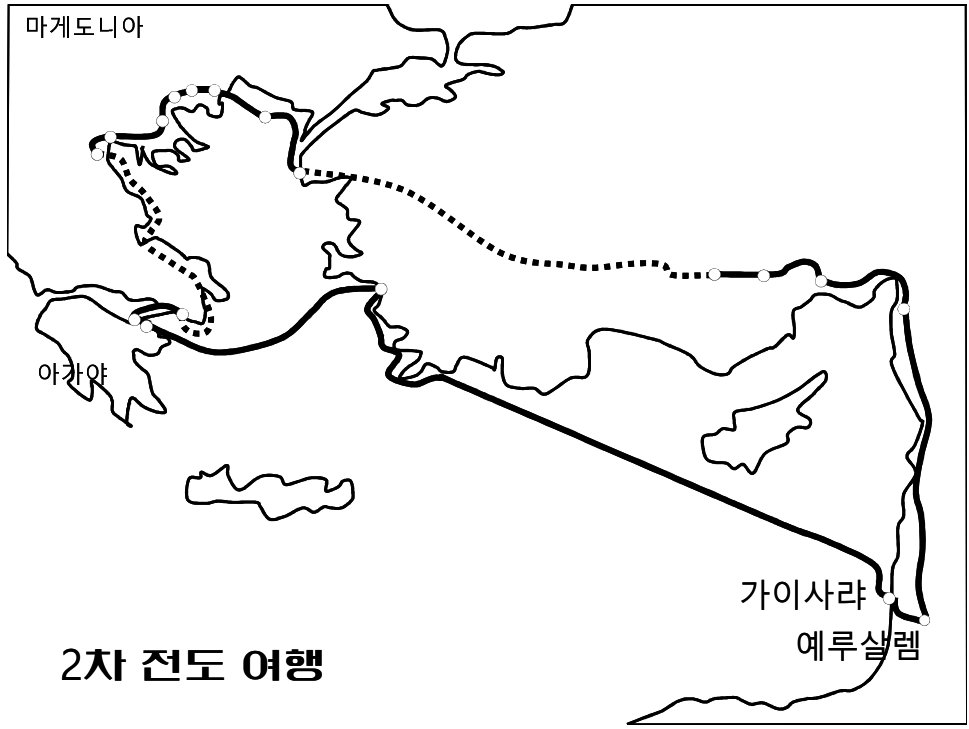 마게도니아
아가야
가이사랴
예루살렘
2차 전도 여행